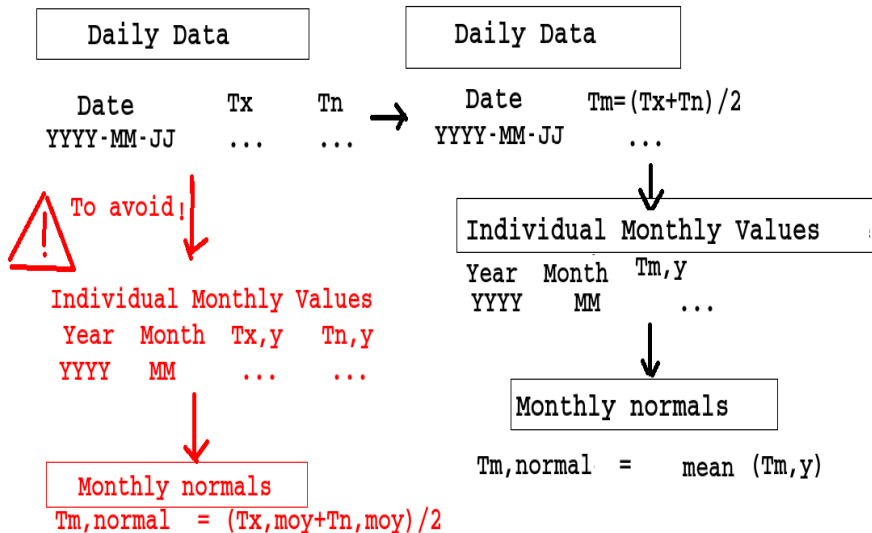 Daily Data
Date Tx Tn
YYYY-MM-JJ ... ...
To avoid!
!
Individual Monthly Values
Year Month Tx,y Tn,y
YYYY MM ... ...
Monthly normals
Tm,normal = (Tx,moy+Tn,moy)/2
Daily Data
Date Tm=(Tx+Tn)/2
YYYY-MM-JJ ...
Individual Monthly Values
Year Month Tm,y
YYYY MM ...
Monthly normals
Tm,normal = mean (Tm,y)